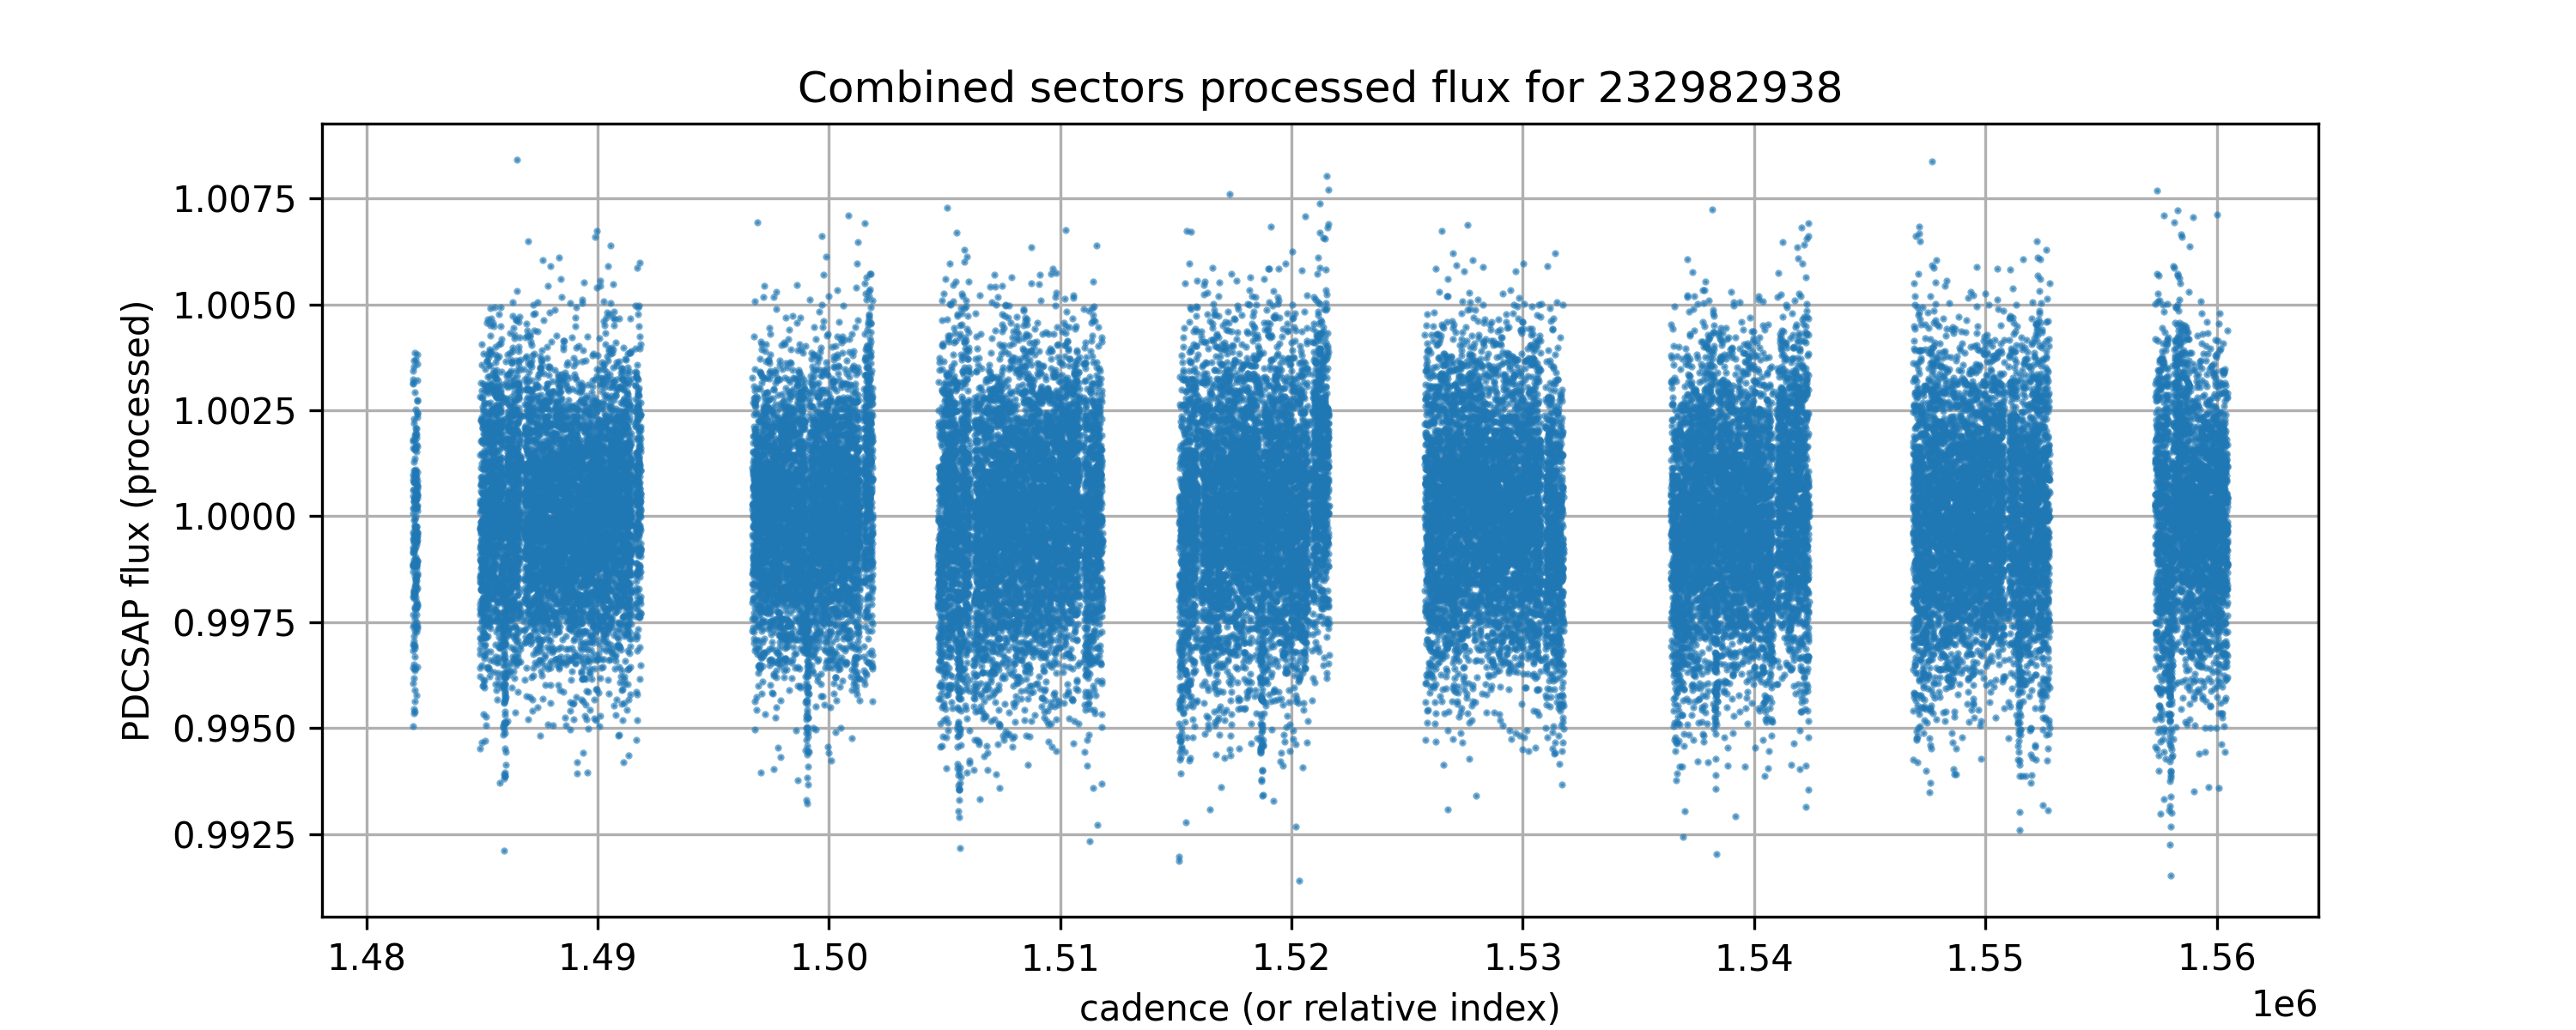 Combined sectors processed flux for 232982938
PDCSAP flux (processed)
1.0075
1.0050
1.0025
1.0000
0.9975
0.9950
0.9925
1.48 1.49 1.50 1.51 1.52 1.53 1.54 1.55 1.56
1e6
cadence (or relative index)